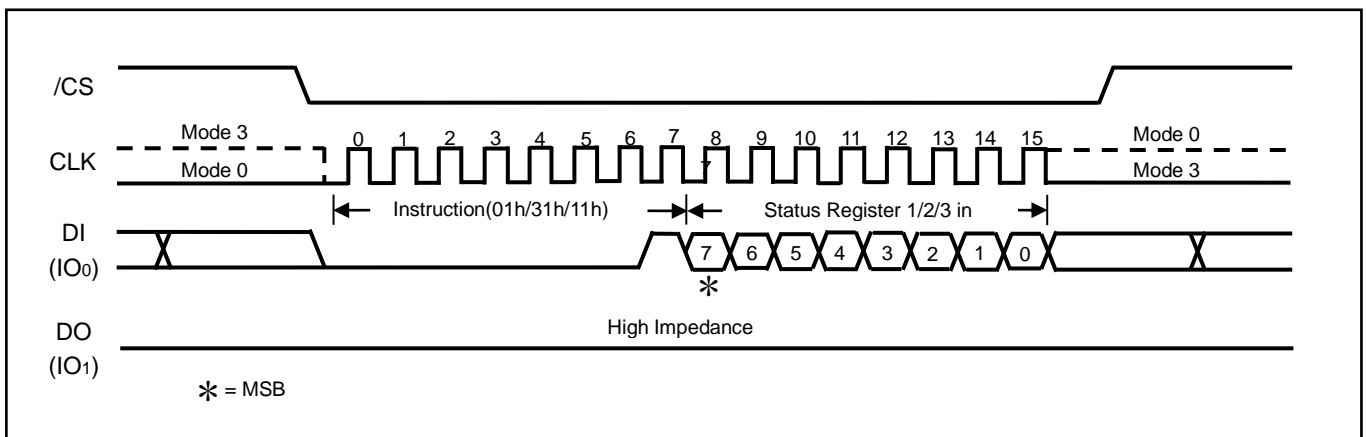 /CS
Mode 3
0 1 2 3 4 5 6 7 8 9 10 11 12 13 14 15
Mode 0
CLK
7
Mode 0
Mode 3
Instruction(01h/31h/11h)
Status Register 1/2/3 in
DI
(IO0)
7 6 5 4 3 2 1 0
*
High Impedance
DO
(IO1)
* = MSB